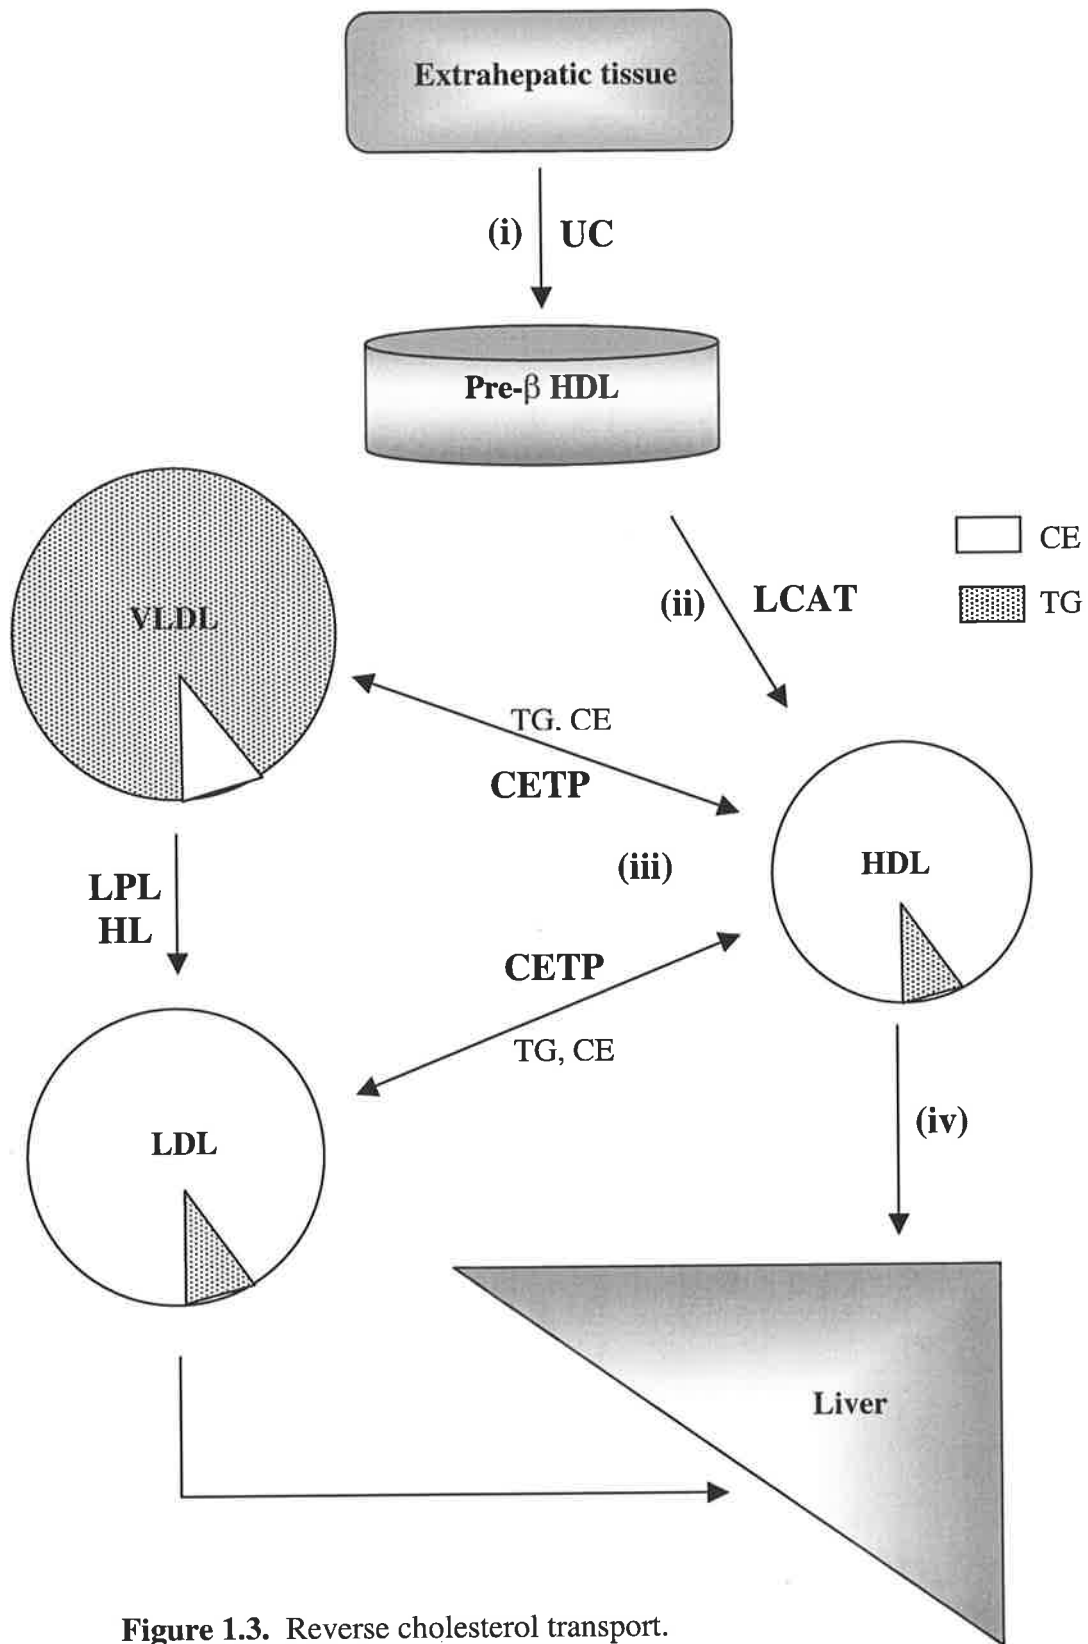 Extrahepatic tissue
(i) UC
Pre-β HDL
CE
TG
VLDL
(ii) LCAT
TG. CE
CETP
HDL
(iii)
LPL
HL
CETP
TG, CE
(iv)
LDL
Liver
Figure 1.3. Reverse cholesterol transport.